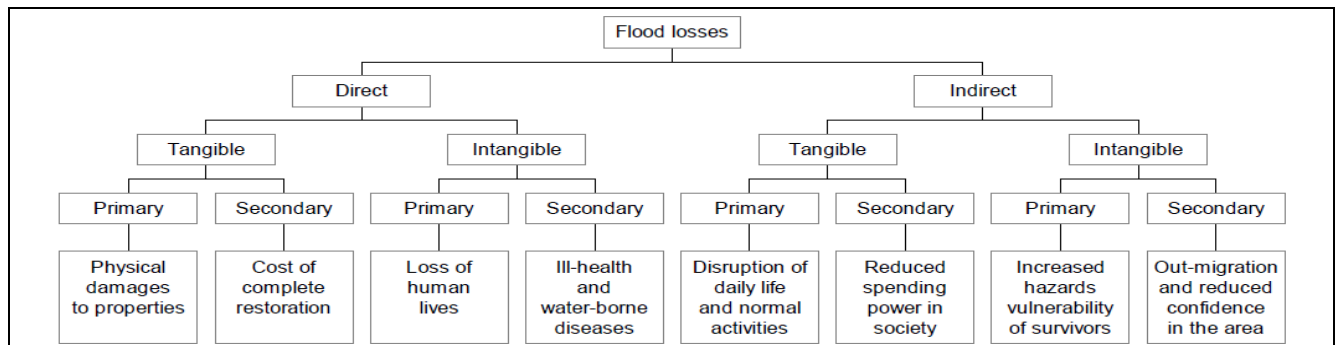 Flood losses
Direct
Indirect
Tangible
Intangible
Tangible
Intangible
Primary
Secondary
Primary
Secondary
Primary
Secondary
Primary
Secondary
Physical
damages
to properties
Cost of
complete
restoration
Loss of
human
lives
Ill-health
and
water-borne
diseases
Disruption of
daily life
and normal
activities
Reduced
spending
power in
society
Increased
hazards
vulnerability
of survivors
Out-migration
and reduced
confidence
in the area